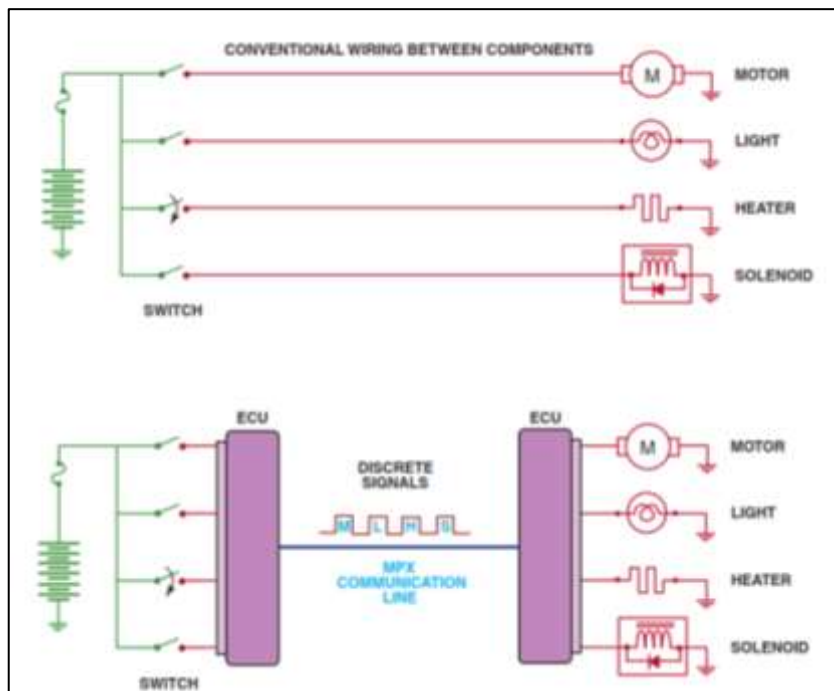 CONVENTIONAL WIRING BETWEEN COMPONENTS
M
MOTOR
LIGHT
HEATER
SOLENOID
SWITCH
ECU
ECU
DISCRETE
SIGNALS
M L H S
MPX
COMMUNICATION
LINE
M
MOTOR
LIGHT
HEATER
SOLENOID
SWITCH